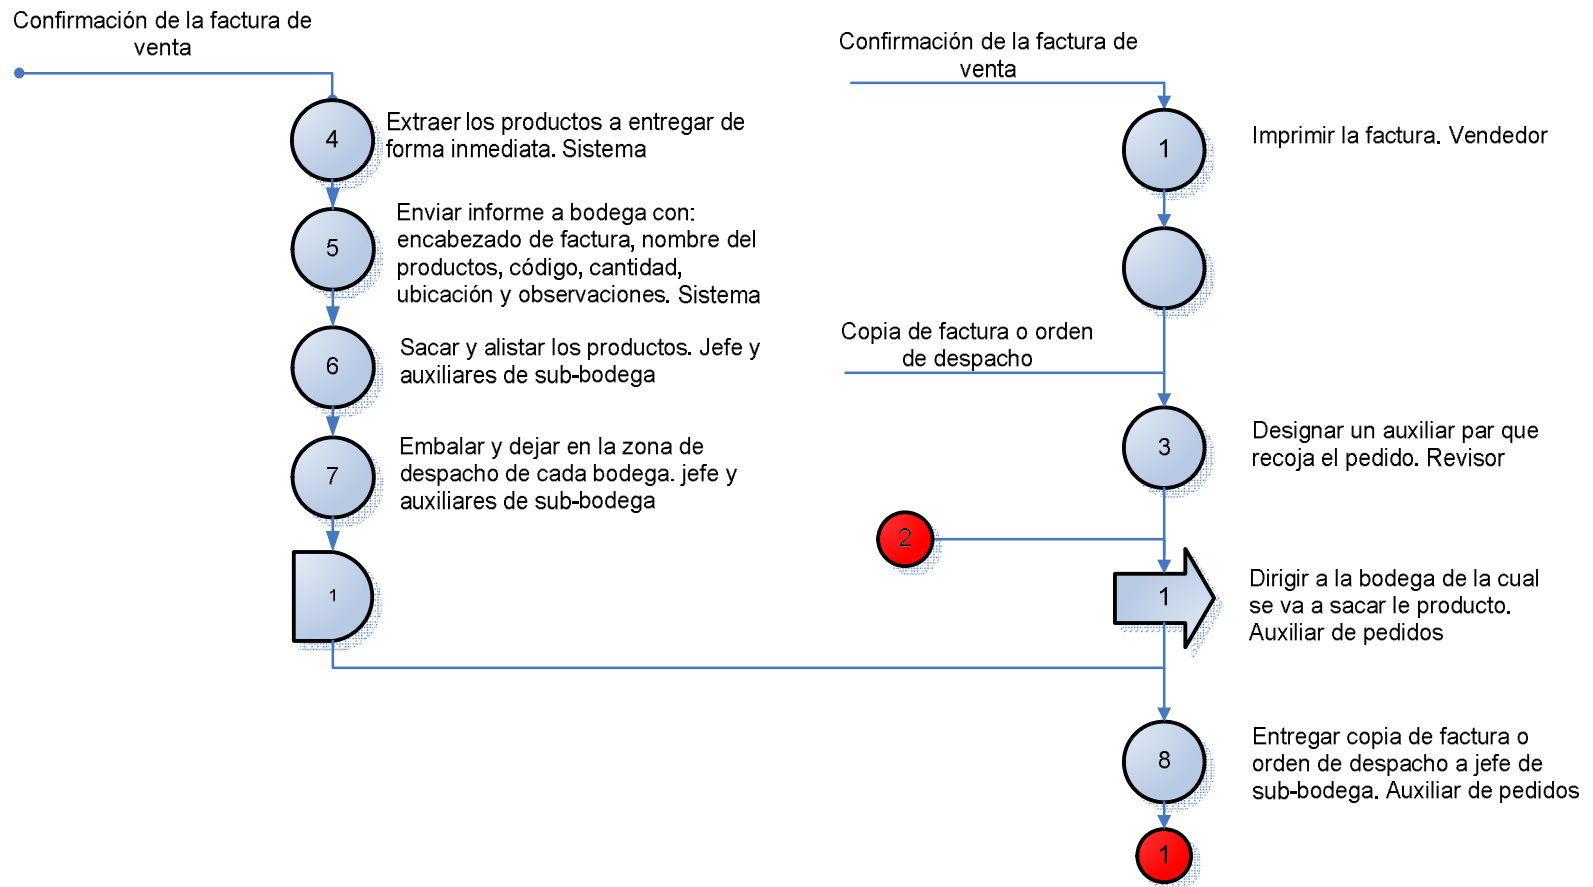 Confirmación de la factura de
venta
4
Extraer los productos a entregar de
forma inmediata. Sistema
5
Enviar informe a bodega con:
encabezado de factura, nombre del
productos, código, cantidad,
ubicación y observaciones. Sistema
6
Sacar y alistar los productos. Jefe y
auxiliares de sub-bodega
7
Embalar y dejar en la zona de
despacho de cada bodega. jefe y
auxiliares de sub-bodega
1
Confirmación de la factura de
venta
1
Imprimir la factura. Vendedor
Copia de factura o orden
de despacho
3
Designar un auxiliar par que
recoja el pedido. Revisor
2
1
Dirigir a la bodega de la cual
se va a sacar le producto.
Auxiliar de pedidos
8
Entregar copia de factura o
orden de despacho a jefe de
sub-bodega. Auxiliar de pedidos
1